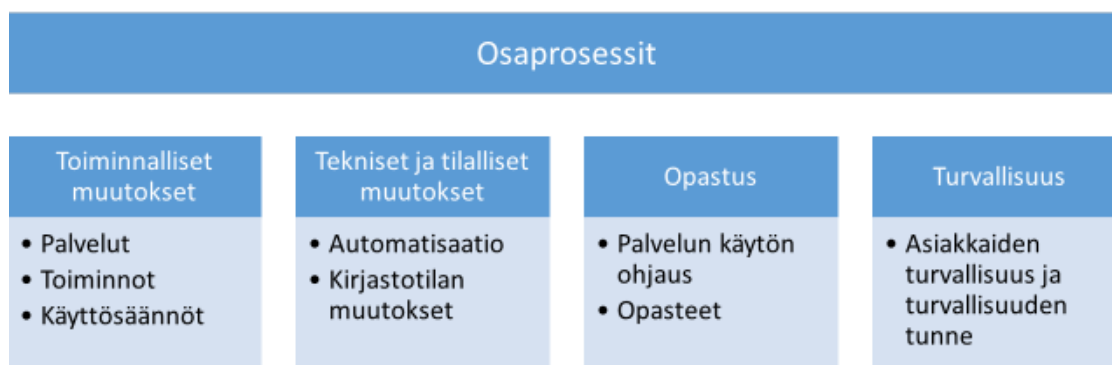 Osaprosessit
Toiminnalliset
muutokset
• Palvelut
• Toiminnot
• Käyttösäännöt
Tekniset ja tilalliset
muutokset
• Automatisaatio
• Kirjastotilan
muutokset
Opastus
• Palvelun käytön
ohjaus
• Opasteet
Turvallisuus
• Asiakkaiden
turvallisuus ja
turvallisuuden
tunne